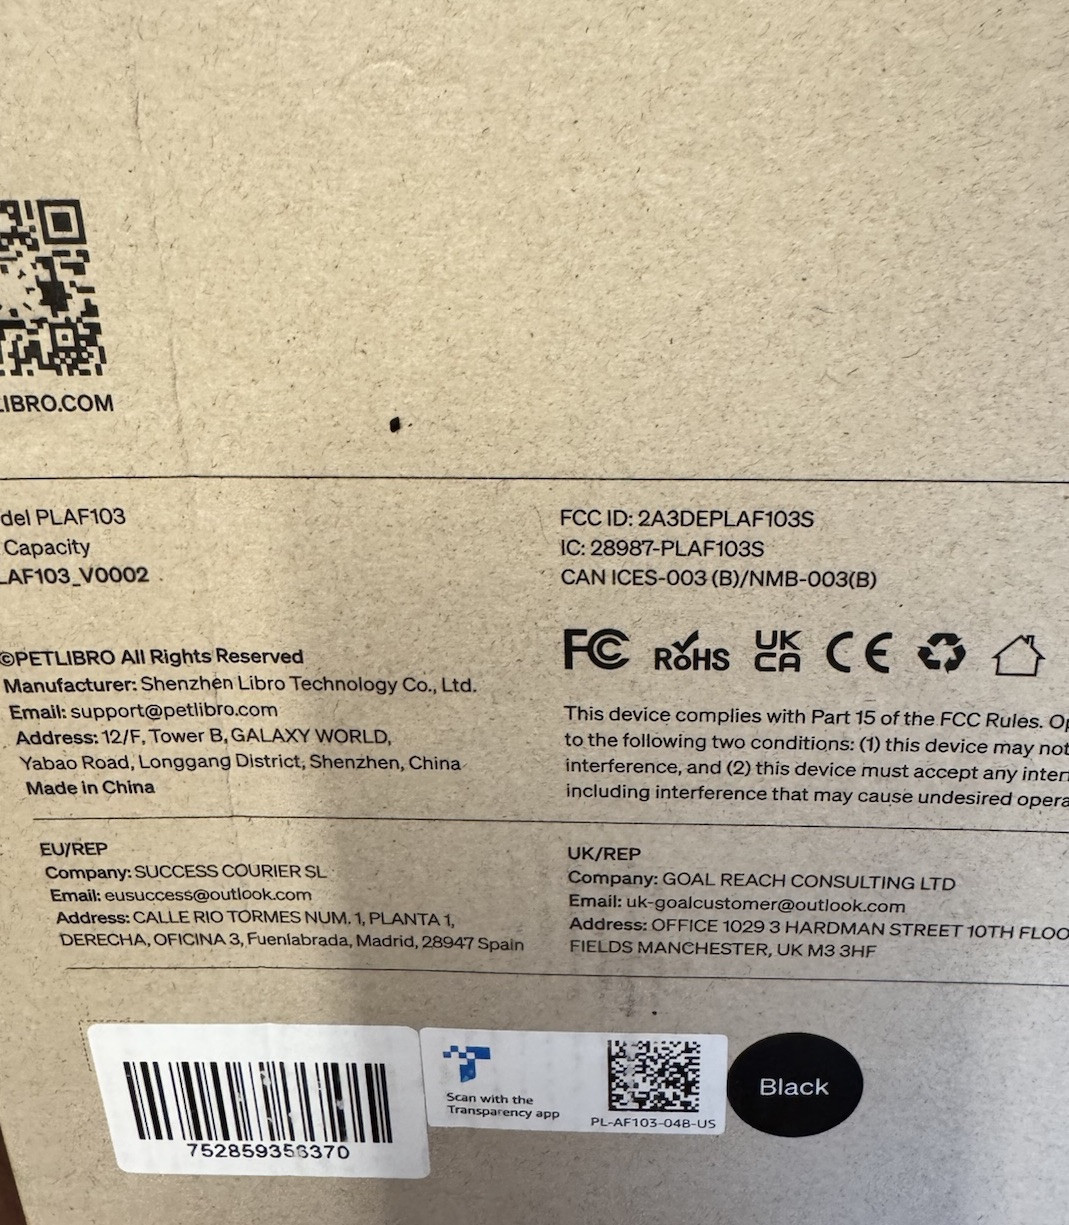 LIBRO.COM
del PLAF103
Capacity
LAF103_V0002
©PETLIBRO All Rights Reserved
Manufacturer: Shenzhen Libro Technology Co., Ltd.
Email: support@petlibro.com
Address: 12/F, Tower B, GALAXY WORLD,
Yabao Road, Longgang District, Shenzhen, China
Made in China
FCC ID: 2A3DEPLAF103S
IC: 28987-PLAF103S
CAN ICES-003 (B)/NMB-003(B)
FC RoHS UK CA CE
This device complies with Part 15 of the FCC Rules. Op
to the following two conditions: (1) this device may not
interference, and (2) this device must accept any inter
including interference that may cause undesired opera
EU/REP
Company: SUCCESS COURIER SL
Email: eusuccess@outlook.com
Address: CALLE RIO TORMES NUM. 1, PLANTA 1,
DERECHA, OFICINA 3, Fuenlabrada, Madrid, 28947 Spain
UK/REP
Company: GOAL REACH CONSULTING LTD
Email: uk-goalcustomer@outlook.com
Address: OFFICE 1029 3 HARDMAN STREET 10TH FLOO
FIELDS MANCHESTER, UK M3 3HF
752859356370
Scan with the
Transparency app
PL-AF103-04B-US
Black